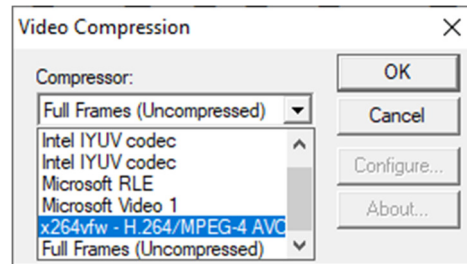 Video Compression
Compressor:
Full Frames (Uncompressed)
Intel IYUV codec
Intel IYUV codec
Microsoft RLE
Microsoft Video 1
x264vfw - H.264/MPEG-4 AVC
Full Frames (Uncompressed)
OK
Cancel
Configure...
About...